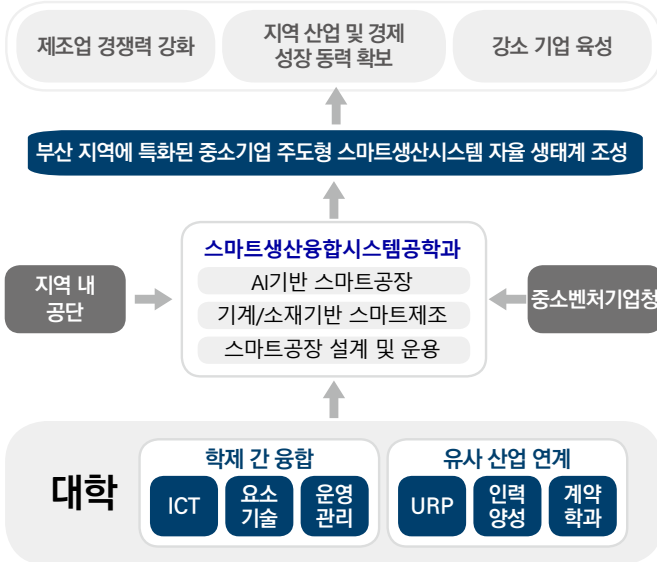 제조업 경쟁력 강화
지역 산업 및 경제
성장 동력 확보
강소 기업 육성
부산 지역에 특화된 중소기업 주도형 스마트생산시스템 자율 생태계 조성
스마트생산융합시스템공학과
AI기반 스마트공장
기계/소재기반 스마트제조
스마트공장 설계 및 운용
지역 내
공단
중소벤처기업청
대학
학제 간 융합
ICT
요소
기술
운영
관리
유사 산업 연계
URP
인력
양성
계약
학과